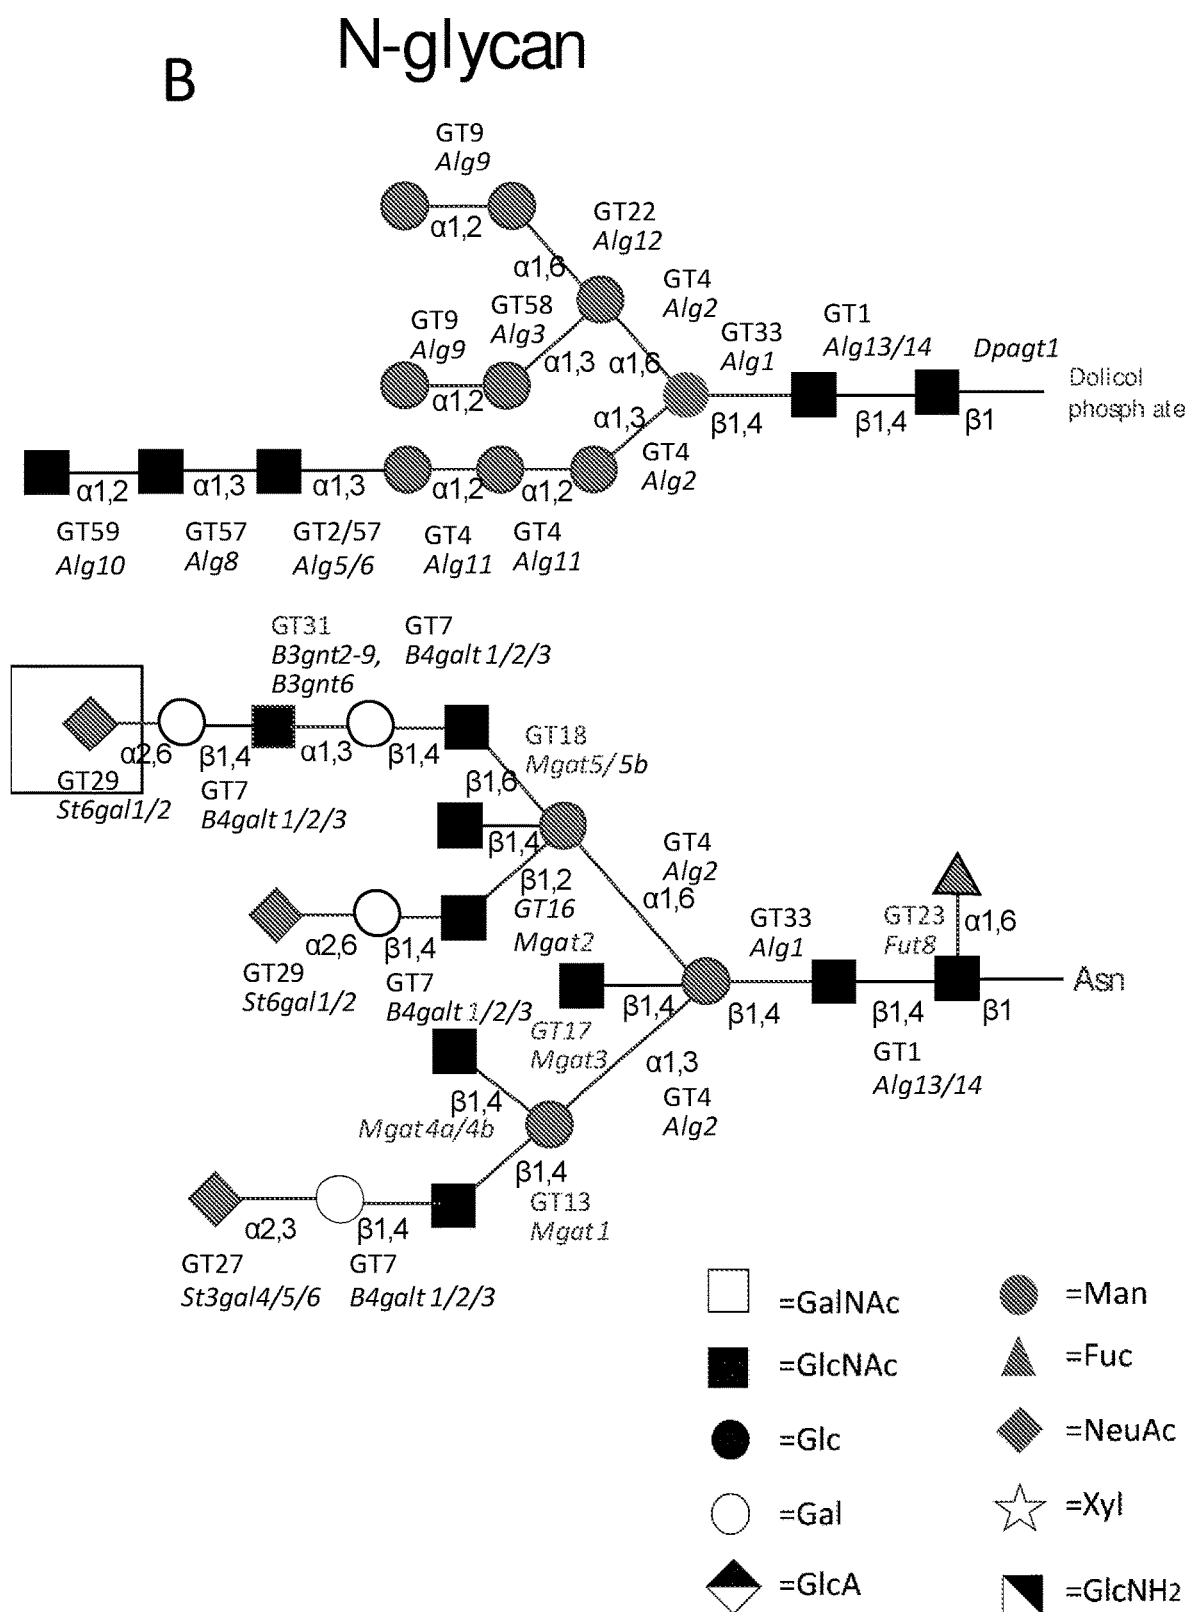 N-glycan
B
GT9
Alg9
α1,2
GT22
Alg12
α1,6
GT4
Alg2
GT58
Alg3
GT9
Alg9
α1,3
α1,6
α1,2
GT33
Alg1
GT1
Alg13/14
Dpagt1
Dolicol
phosph ate
β1,4
β1,4
β1
α1,3
GT4
Alg2
α1,2
α1,3
α1,3
α1,2
α1,2
GT59
Alg10
GT57
Alg8
GT2/57
Alg5/6
GT4
Alg11
GT4
Alg11
GT31
B3gnt2-9,
B3gnt6
GT7
B4galt 1/2/3
α2,6
β1,4
α1,3
β1,4
GT18
Mgat5/5b
β1,6
GT29
St6gal1/2
GT7
B4galt 1/2/3
β1,4
β1,2
GT16
Mgat2
GT4
Alg2
α1,6
α2,6
β1,4
GT29
St6gal1/2
GT7
B4galt 1/2/3
GT33
Alg1
GT23
Fut8
α1,6
Asn
β1,4
β1,4
β1,4
β1
GT17
Mgat3
α1,3
GT4
Alg2
GT1
Alg13/14
β1,4
Mgat4a/4b
β1,4
GT13
Mgat1
α2,3
β1,4
GT27
St3gal4/5/6
GT7
B4galt 1/2/3
=GalNAc
=Man
=GlcNAc
=Fuc
=Glc
=NeuAc
=Gal
=Xyl
=GlcA
=GlcNH2